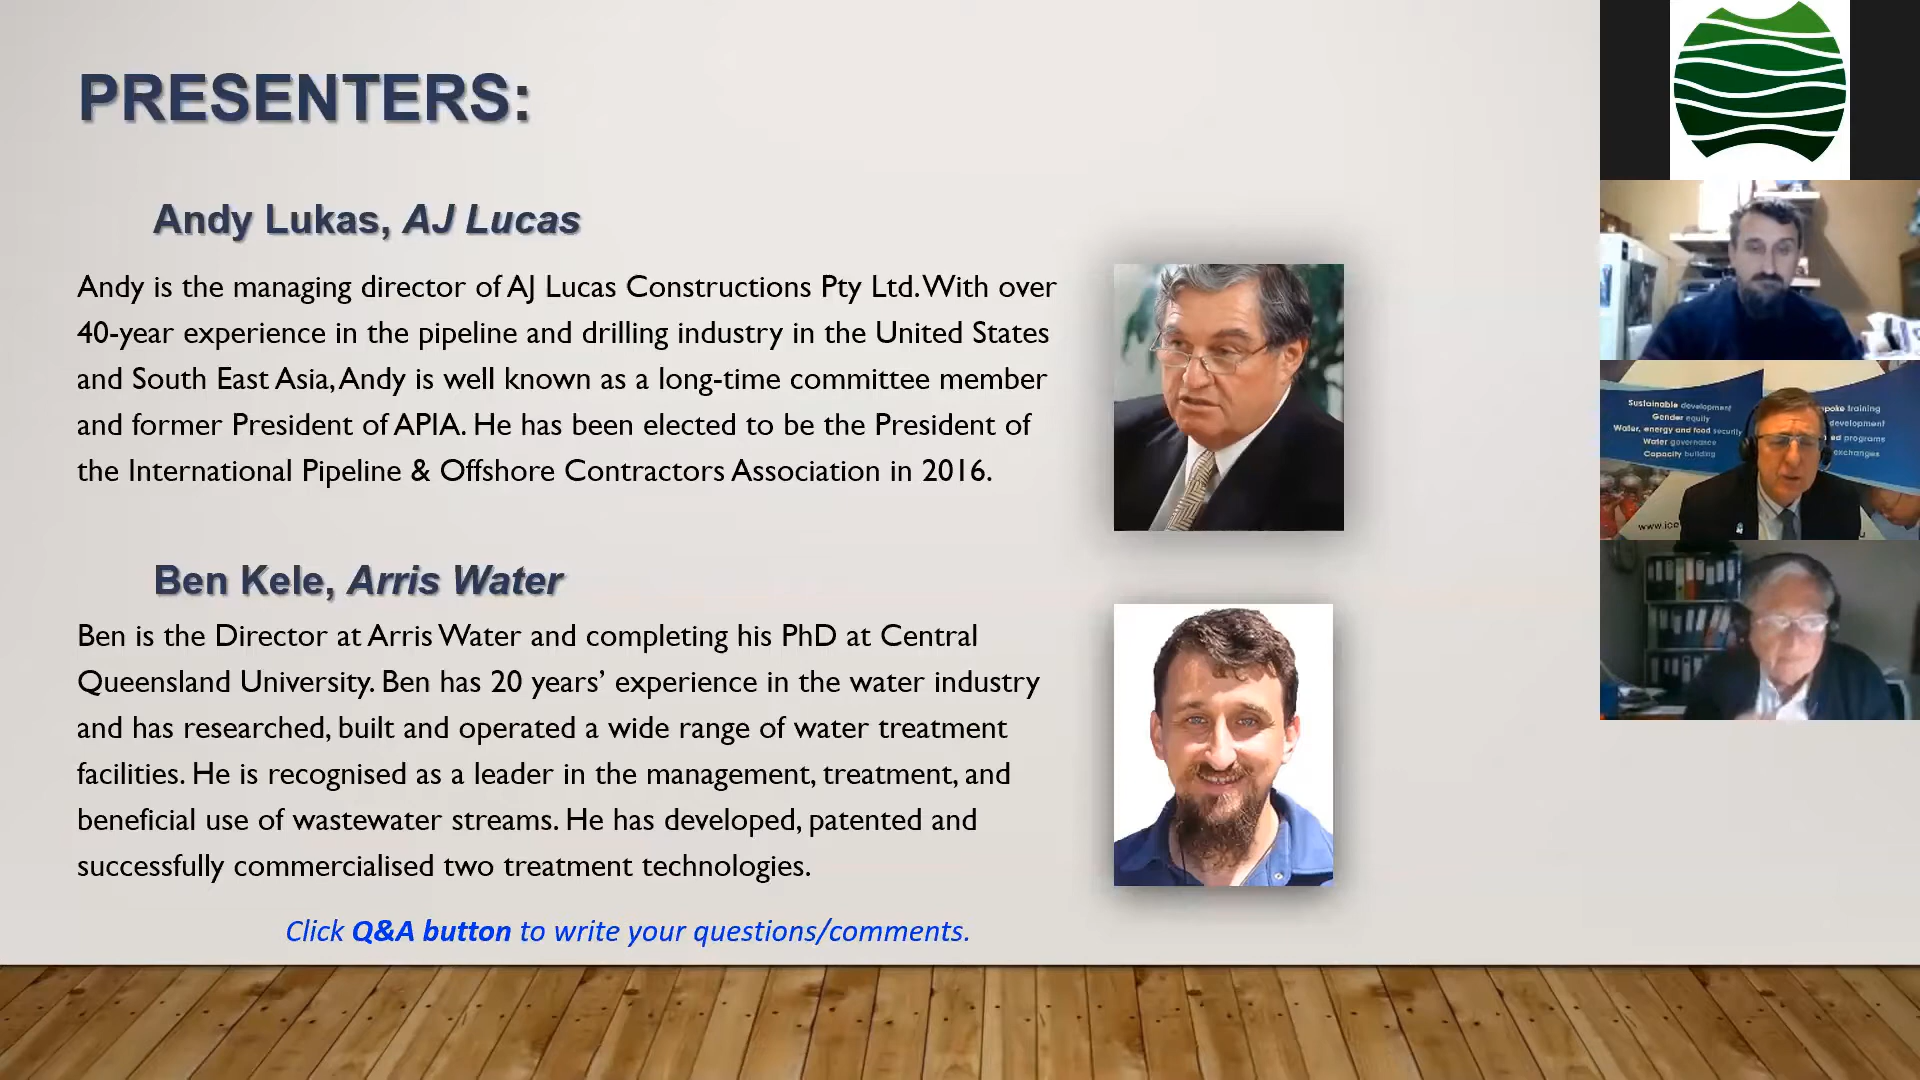 PRESENTERS:
Andy Lukas, AJ Lucas
Andy is the managing director of AJ Lucas Constructions Pty Ltd. With over
40-year experience in the pipeline and drilling industry in the United States
and South East Asia, Andy is well known as a long-time committee member
and former President of APIA. He has been elected to be the President of
the International Pipeline & Offshore Contractors Association in 2016.
Ben Kele, Arris Water
Ben is the Director at Arris Water and completing his PhD at Central
Queensland University. Ben has 20 years’ experience in the water industry
and has researched, built and operated a wide range of water treatment
facilities. He is recognised as a leader in the management, treatment, and
beneficial use of wastewater streams. He has developed, patented and
successfully commercialised two treatment technologies.
Click Q&A button to write your questions/comments.
Sustainable development
Gender equity
Water, energy and food security
Water governance
Capacity building
poke training
development
ed programs
exchanges
www.ice